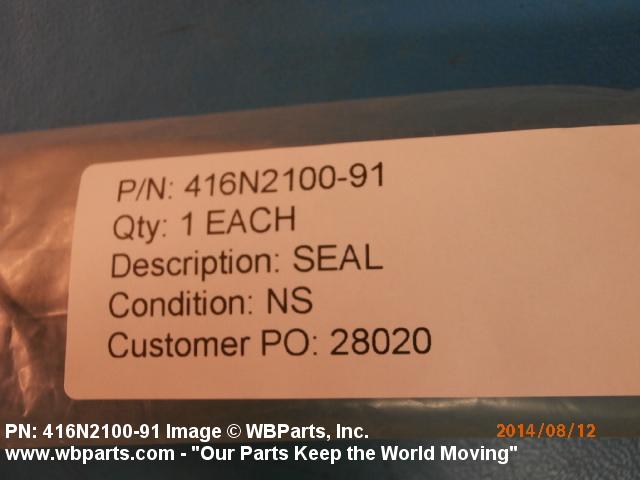 P/N: 416N2100-91
Qty: 1 EACH
Description: SEAL
Condition: NS
Customer PO: 28020
PN: 416N2100-91 Image © WBParts, Inc.
2014/08/12
www.wbparts.com - "Our Parts Keep the World Moving"